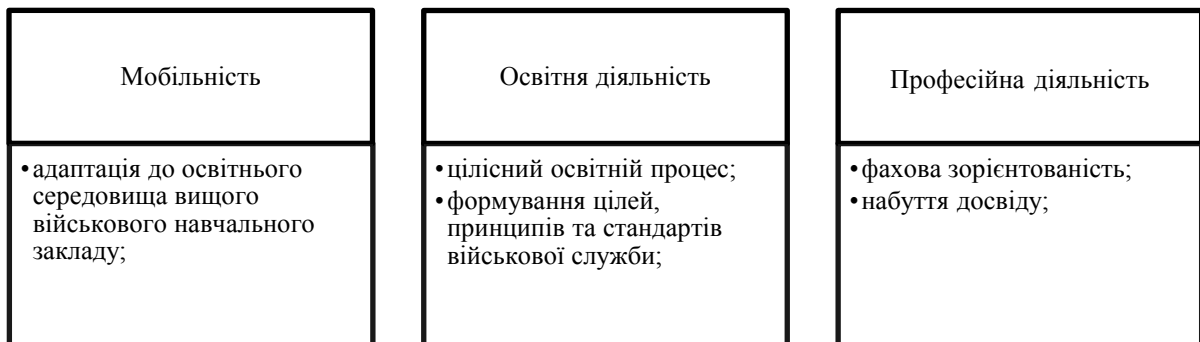 Мобільність
•адаптація до освітнього
середовища вищого
військового навчального
закладу;
Освітня діяльність
•цілісний освітній процес;
•формування цілей,
принципів та стандартів
військової служби;
Професійна діяльність
•фахова зорієнтованість;
•набуття досвіду;